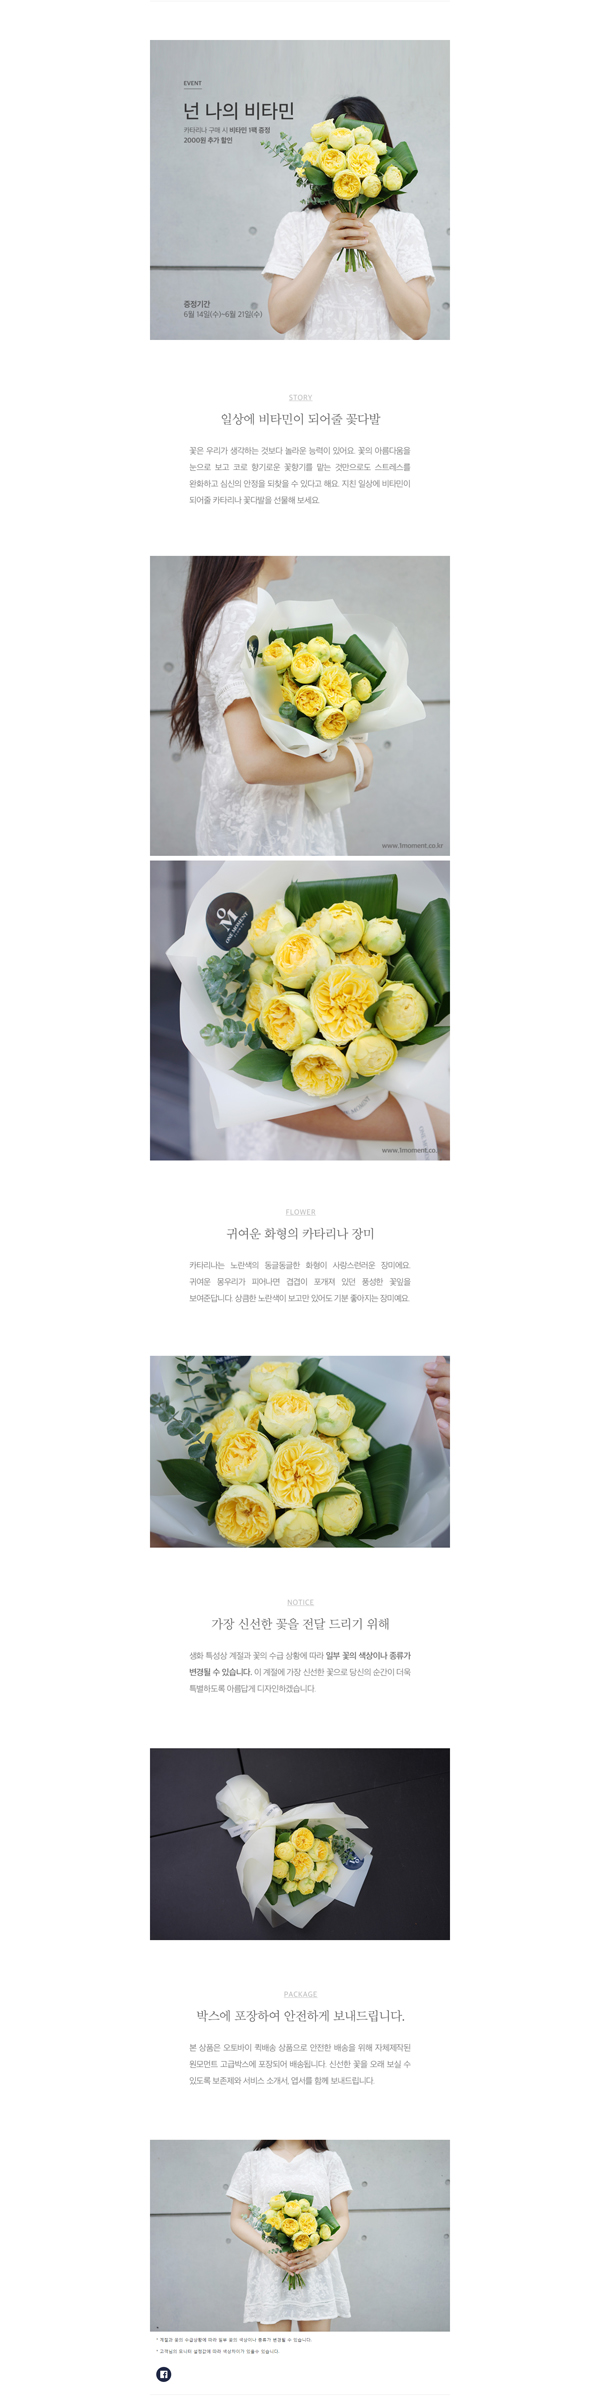 EVENT
넌 나의 비타민
카타리나 구매 시 비타민 1팩 증정
2000원 추가 할인
증정기간
6월 14일(수)~6월 21일(수)
STORY
일상에 비타민이 되어줄 꽃다발
꽃은 우리가 생각하는 것보다 놀라운 능력이 있어요. 꽃의 아름다움을
눈으로 보고 코로 향기로운 꽃향기를 맡는 것만으로도 스트레스를
완화하고 심신의 안정을 되찾을 수 있다고 해요. 지친 일상에 비타민이
되어줄 카타리나 꽃다발을 선물해 보세요.
www.1moment.co.kr
M
ONE MOMENT
www.1moment.co.
FLOWER
귀여운 화형의 카타리나 장미
카타리나는 노란색의 동글동글한 화형이 사랑스런러운 장미에요.
귀여운 몽우리가 피어나면 겹겹이 포개져 있던 풍성한 꽃잎을
보여준답니다. 상큼한 노란색이 보고만 있어도 기분 좋아지는 장미예요.
NOTICE
가장 신선한 꽃을 전달 드리기 위해
생화 특성상 계절과 꽃의 수급 상황에 따라 일부 꽃의 색상이나 종류가
변경될 수 있습니다. 이 계절에 가장 신선한 꽃으로 당신의 순간이 더욱
특별하도록 아름답게 디자인하겠습니다.
PACKAGE
박스에 포장하여 안전하게 보내드립니다.
본 상품은 오토바이 퀵배송 상품으로 안전한 배송을 위해 자체제작된
원모먼트 고급박스에 포장되어 배송됩니다. 신선한 꽃을 오래 보실 수
있도록 보존제와 서비스 소개서, 엽서를 함께 보내드립니다.
* 계절과 꽃의 수급상황에 따라 일부 꽃의 색상이나 종류가 변경될 수 있습니다.
* 고객님의 모니터 설정값에 따라 색상차이가 있을수 있습니다.